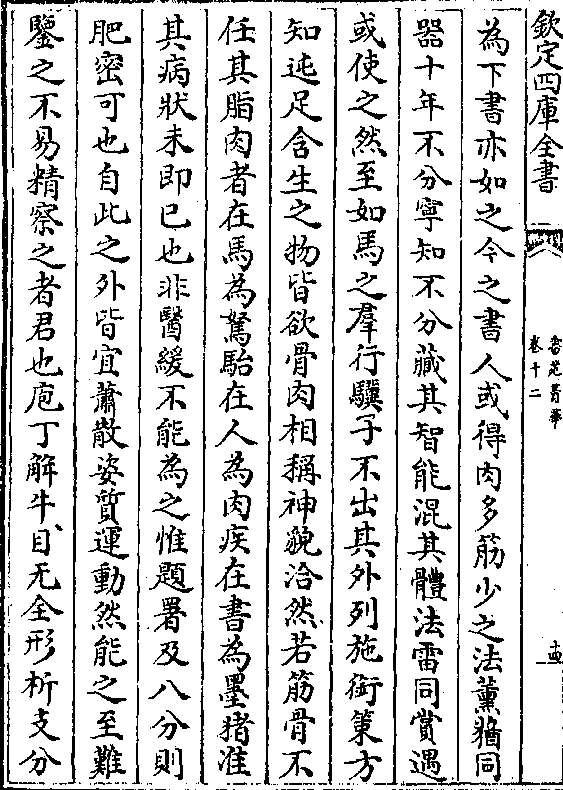 欽定四庫全書
書苑菁華
卷十二
為下書亦如之今之書人或得肉多筋少之法薰蕕同
器十年不分寧知不分藏其智能混其體法雷同賞遇
或使之然至如馬之羣行驥子不出其外列施銜策方
知逺足含生之物皆欲骨肉相稱神貌洽然若筋骨不
任其脂肉者在馬為駑駘在人為肉疾在書為墨猪准
其病狀未即已也非醫緩不能為之惟題署及八分則
肥密可也自此之外皆宜蕭散姿質運動然能之至難
鑒之不易精察之者君也庖丁解牛目无全形析支分